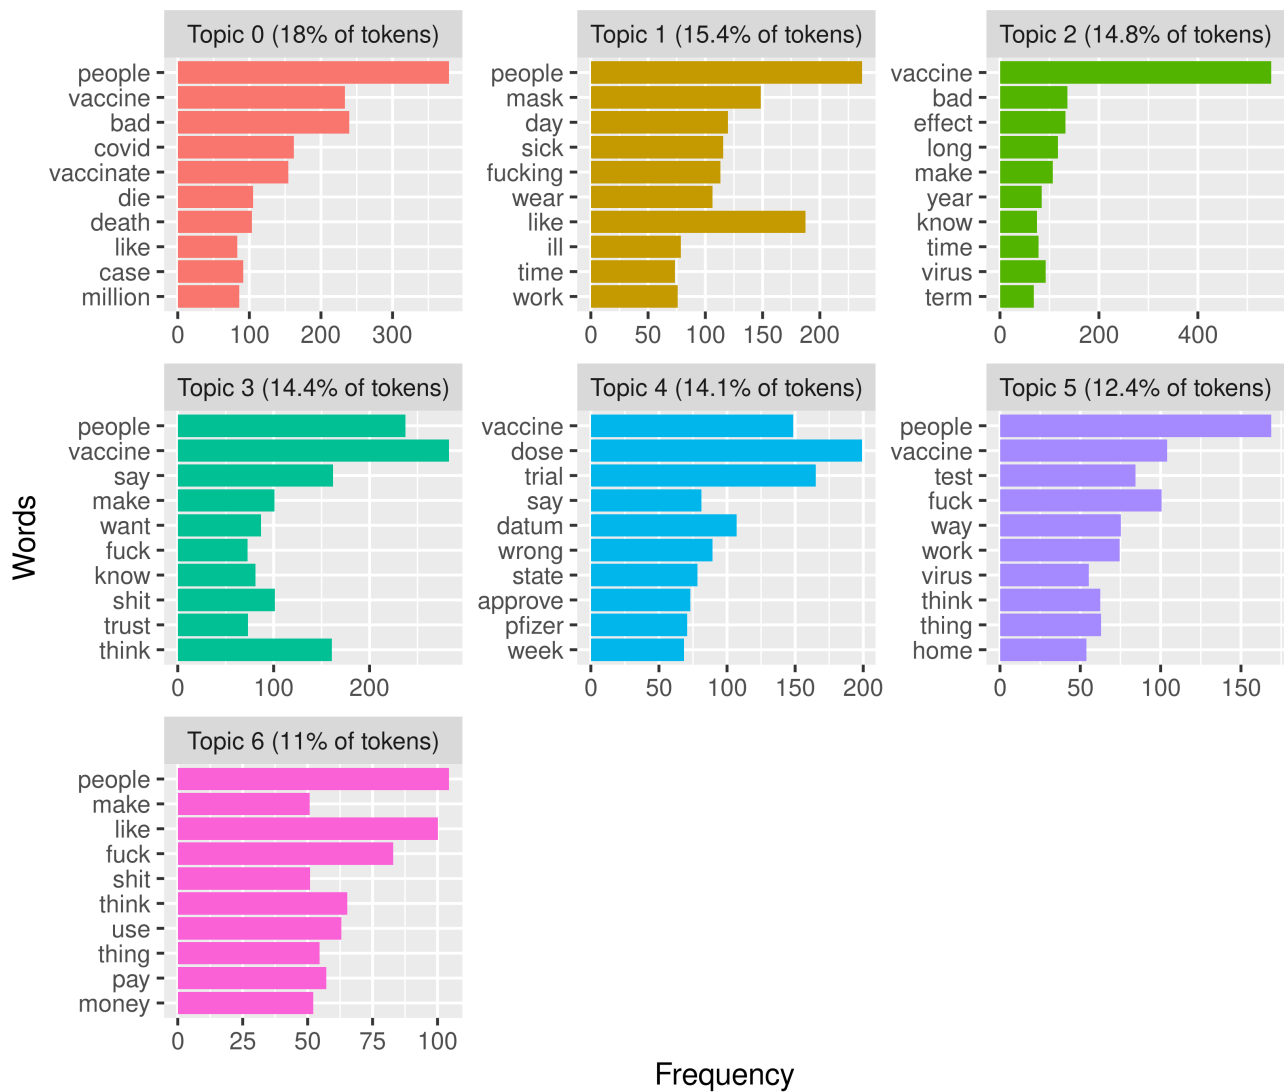 Topic 0 (18% of tokens)
people
vaccine
bad
covid
vaccinate
die
death
like
case
million
0 100 200 300
Topic 1 (15.4% of tokens)
people
mask
day
sick
fucking
wear
like
ill
time
work
0 50 100 150 200
Topic 2 (14.8% of tokens)
vaccine
bad
effect
long
make
year
know
time
virus
term
0 200 400
Words
Topic 3 (14.4% of tokens)
people
vaccine
say
make
want
fuck
know
shit
trust
think
0 100 200
Topic 4 (14.1% of tokens)
vaccine
dose
trial
say
datum
wrong
state
approve
pfizer
week
0 50 100 150 200
Topic 5 (12.4% of tokens)
people
vaccine
test
fuck
way
work
virus
think
thing
home
0 50 100 150
Topic 6 (11% of tokens)
people
make
like
fuck
shit
think
use
thing
pay
money
0 25 50 75 100
Frequency